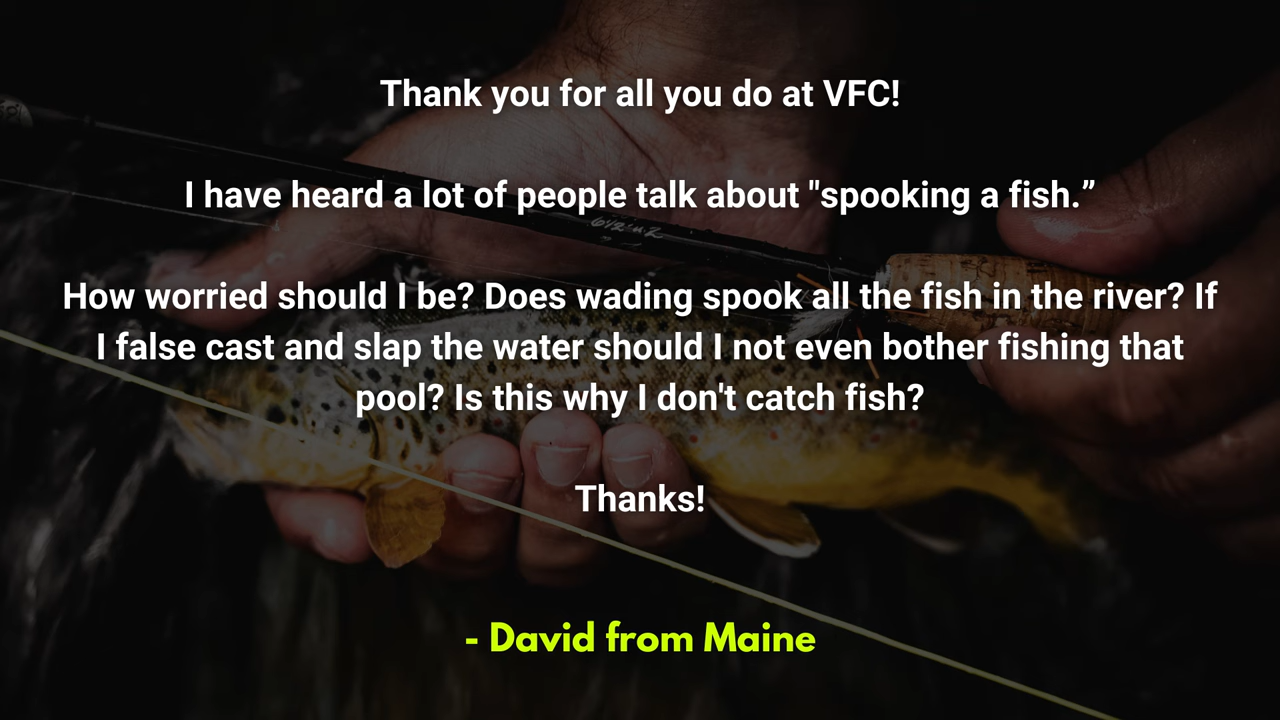 Thank you for all you do at VFC!
I have heard a lot of people talk about "spooking a fish.”
How worried should I be? Does wading spook all the fish in the river? If
I false cast and slap the water should I not even bother fishing that
pool? Is this why I don't catch fish?
Thanks!
- David from Maine